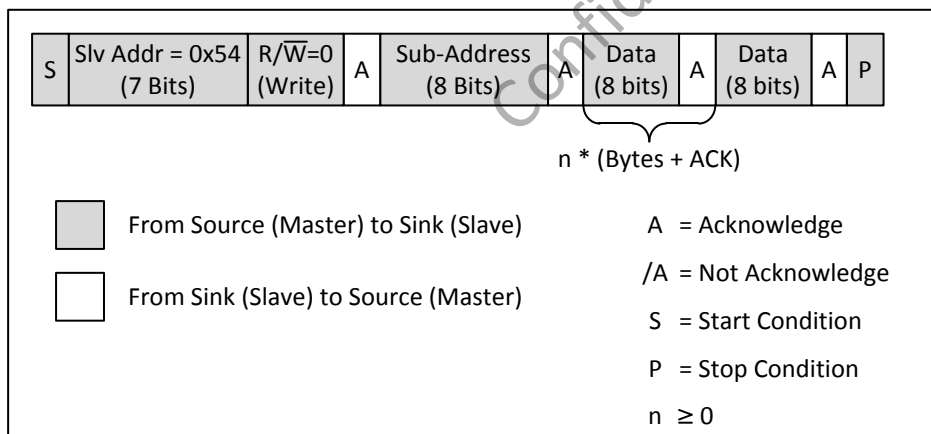 S
Slv Addr = 0x54
(7 Bits)
R/W̅=0
(Write)
A
Sub-Address
(8 Bits)
A
Data
(8 bits)
A
Data
(8 bits)
A
P
n * (Bytes + ACK)
From Source (Master) to Sink (Slave)
From Sink (Slave) to Source (Master)
A = Acknowledge
/A = Not Acknowledge
S = Start Condition
P = Stop Condition
n ≥ 0